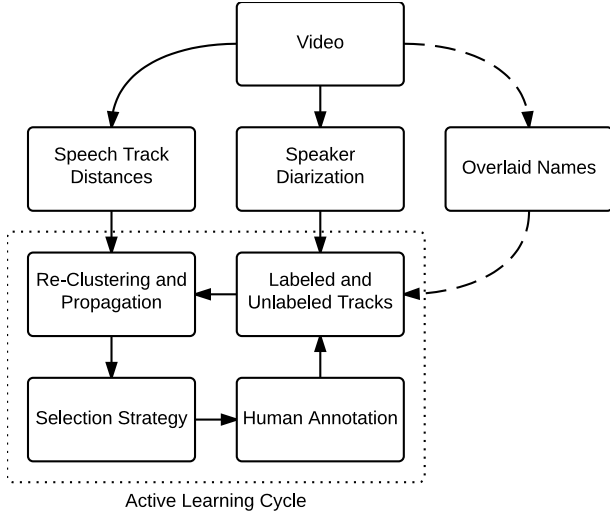 Video
Speech Track
Distances
Speaker
Diarization
Overlaid Names
Re-Clustering and
Propagation
Labeled and
Unlabeled Tracks
Selection Strategy
Human Annotation
Active Learning Cycle